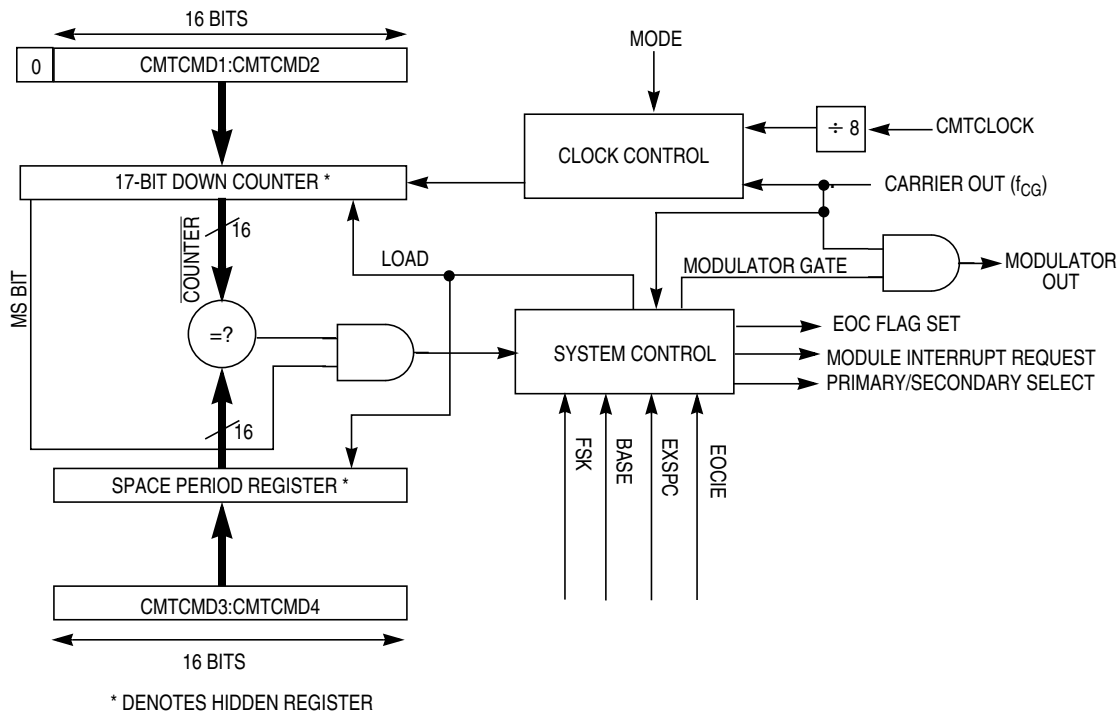 16 BITS
0
CMTCMD1:CMTCMD2
MODE
÷ 8
CMTCLOCK
CLOCK CONTROL
17-BIT DOWN COUNTER *
CARRIER OUT (fCG)
16
COUNTER
MS BIT
LOAD
MODULATOR GATE
MODULATOR
OUT
=?
EOC FLAG SET
SYSTEM CONTROL
MODULE INTERRUPT REQUEST
PRIMARY/SECONDARY SELECT
16
FSK
BASE
EXSPC
EOCIE
SPACE PERIOD REGISTER *
CMTCMD3:CMTCMD4
16 BITS
* DENOTES HIDDEN REGISTER